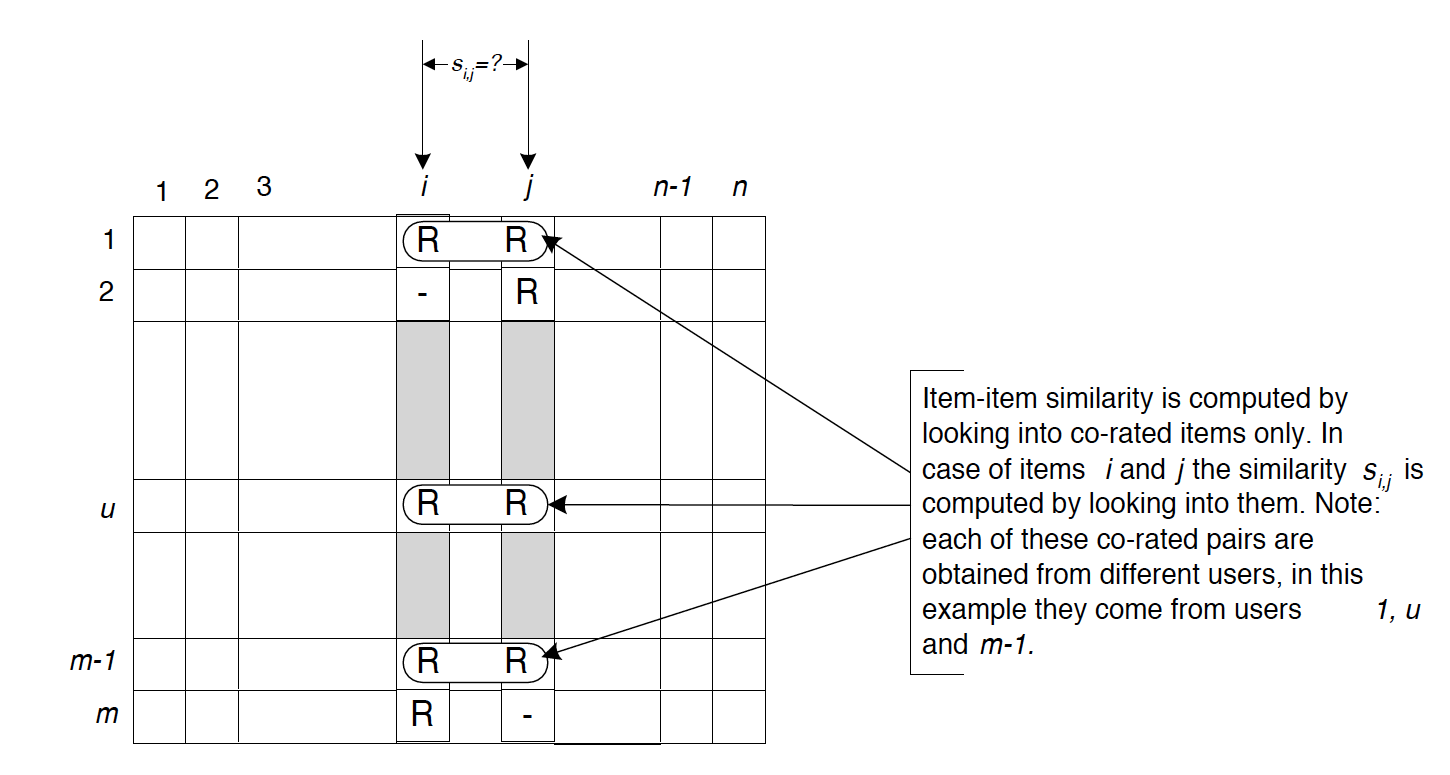 s i,j =?
1 2 3 i j n-1 n
1 R R
2 - R
u R R
m-1 R R
m R -
Item-item similarity is computed by
looking into co-rated items only. In
case of items i and j the similarity s i,j is
computed by looking into them. Note:
each of these co-rated pairs are
obtained from different users, in this
example they come from users 1, u
and m-1.